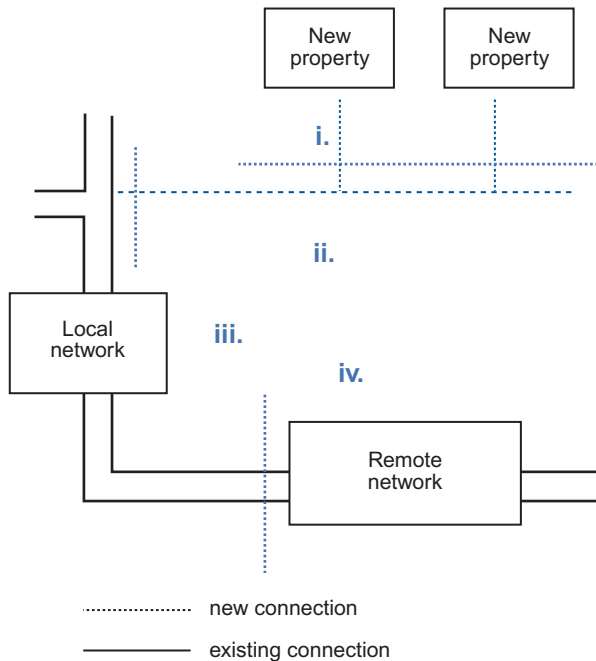 New
property
New
property
i.
ii.
Local
network
iii.
iv.
Remote
network
new connection
existing connection